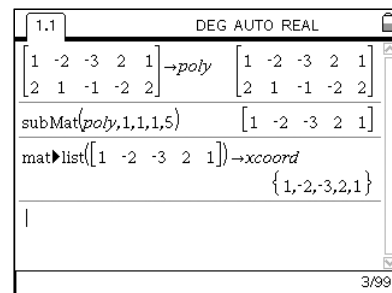 1.1 DEG AUTO REAL
[1 -2 -3 2 1
2 1 -1 -2 2]→poly [1 -2 -3 2 1
2 1 -1 -2 2]
subMat(poly,1,1,1,5) [1 -2 -3 2 1]
mat▶list([1 -2 -3 2 1])→xcoord
{1,-2,-3,2,1}
3/99